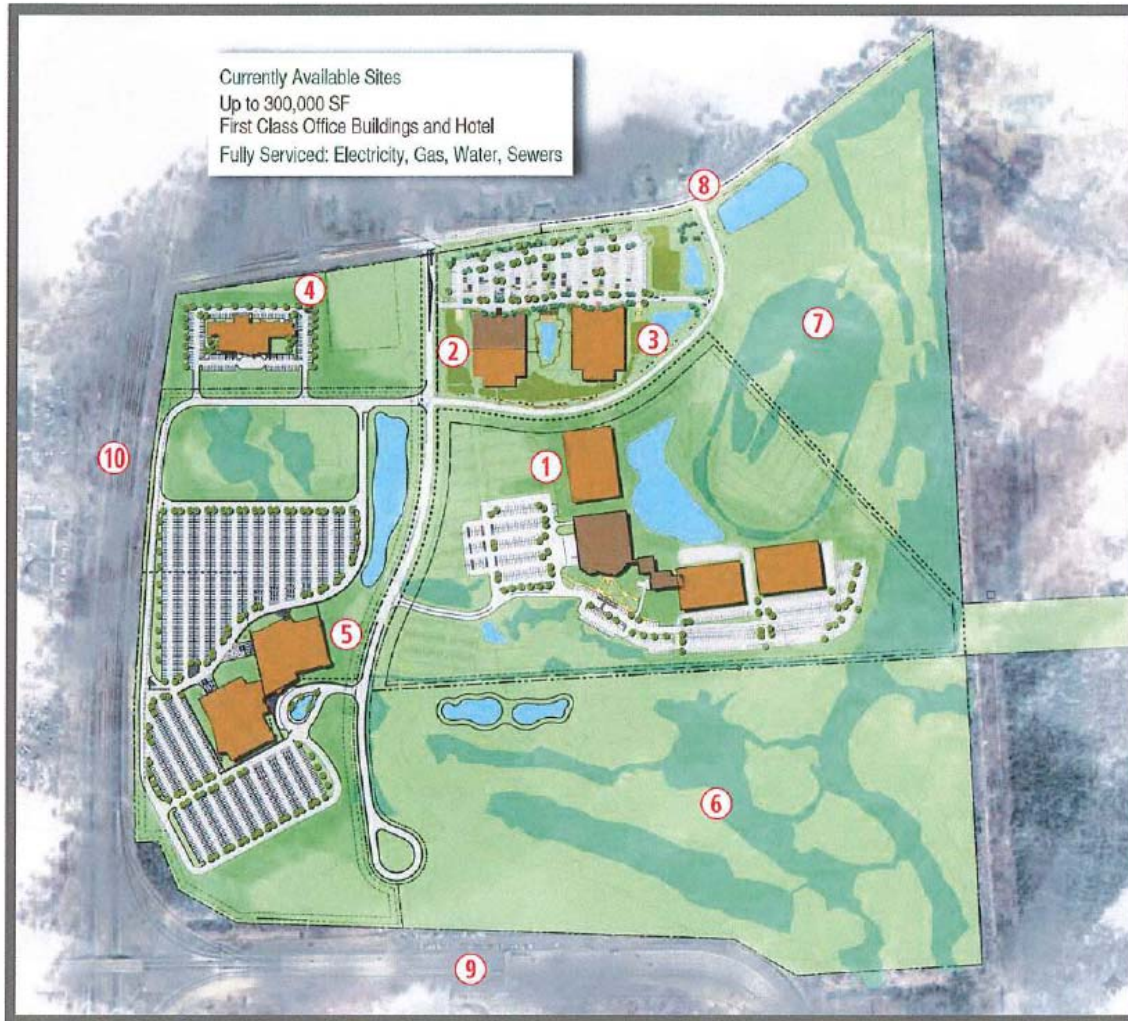 Currently Available Sites
Up to 300,000 SF
First Class Office Buildings and Hotel
Fully Serviced: Electricity, Gas, Water, Sewers
8
4
7
2
3
10
1
5
6
9